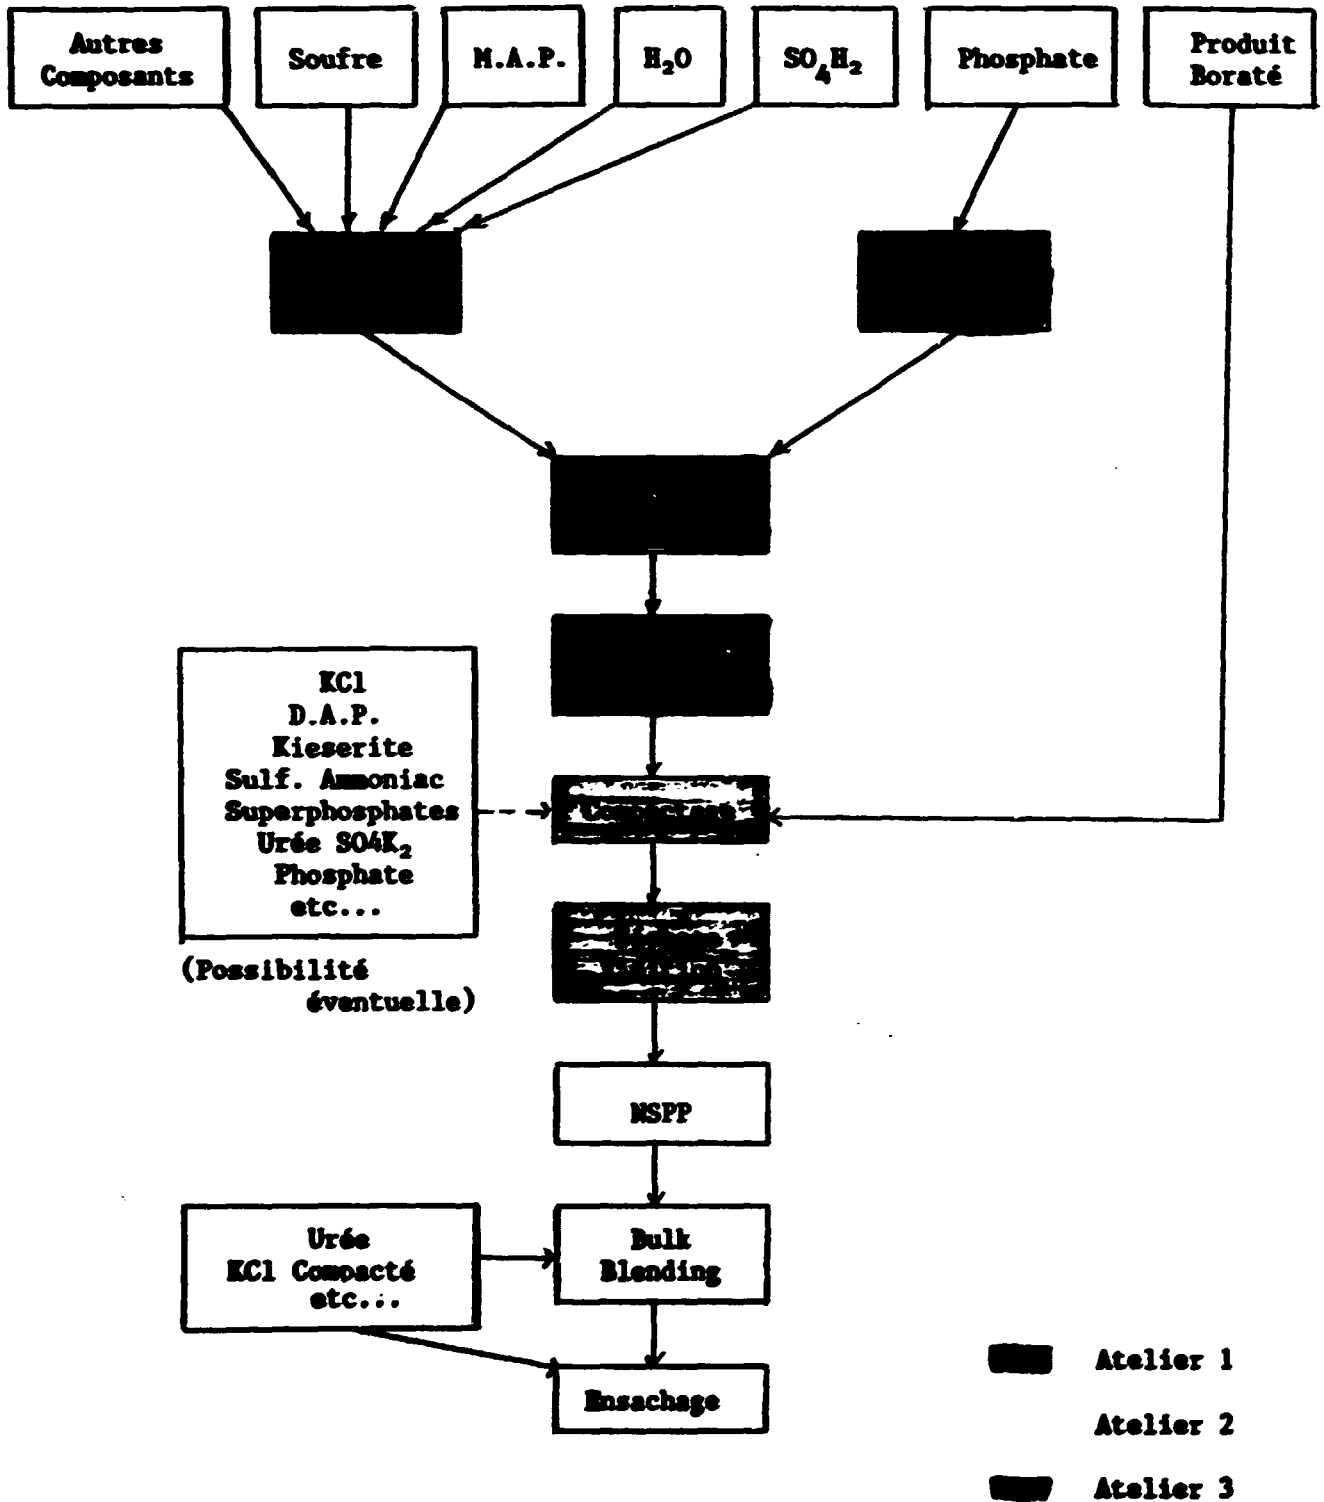 Autres
Composants
Soufre
M.A.P.
H₂O
SO₄H₂
Phosphate
Produit
Boraté
KCl
D.A.P.
Kieserite
Sulf. Ammoniac
Superphosphates
Urée SO4K₂
Phosphate
etc...
(Possibilité
éventuelle)
Compactage
NSPP
Urée
KCl Compacté
etc...
Bulk
Blending
Ensachage
Atelier 1
Atelier 2
Atelier 3